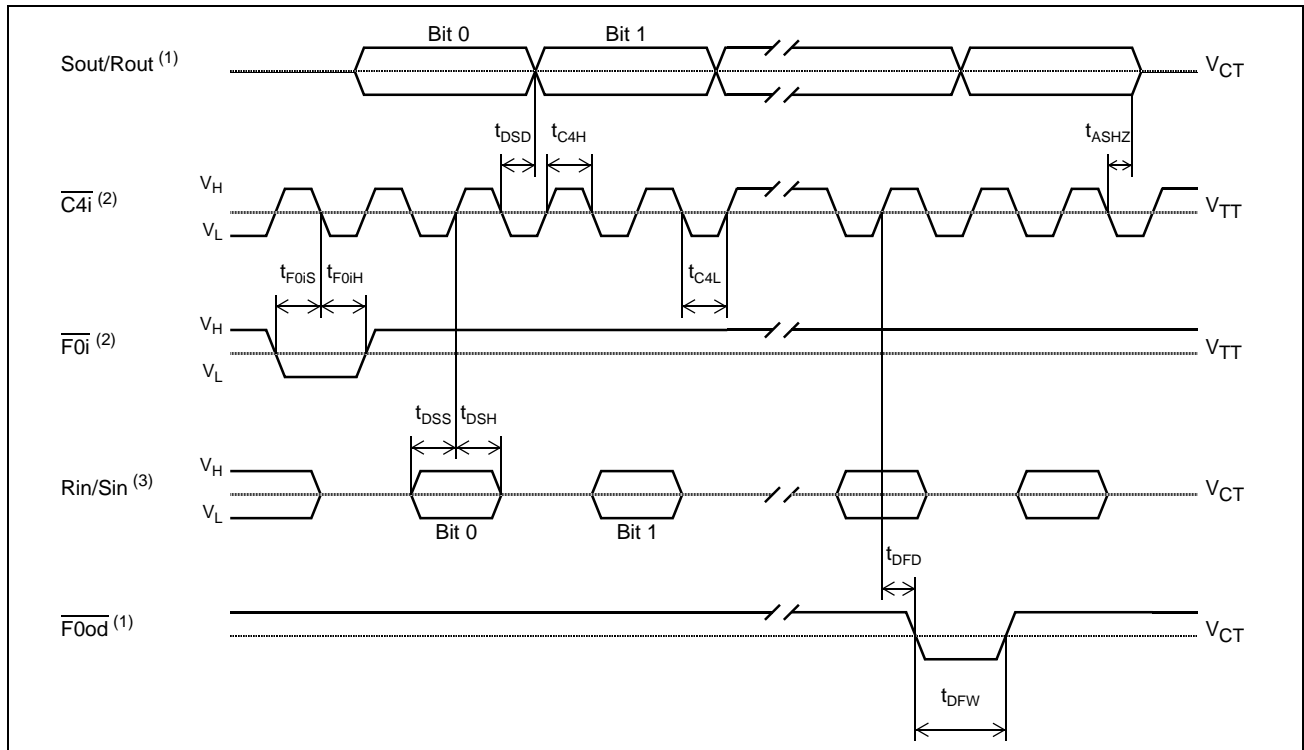 Bit 0 Bit 1
Sout/Rout (1) VCT
tDSD tC4H tASHZ
VH
C4i (2) VTT
VL
tF0iS tF0iH tC4L
VH
F0i (2) VTT
VL
tDSS tDSH
VH
Rin/Sin (3) VCT
VL
Bit 0 Bit 1
tDFD
F0od (1) VCT
tDFW